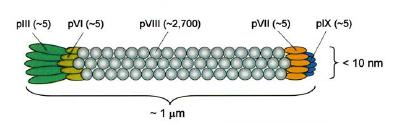 pIII (~5) pVI (~5) pVIII (~2,700) pVII (~5) pIX (~5)
< 10 nm
~ 1 μm